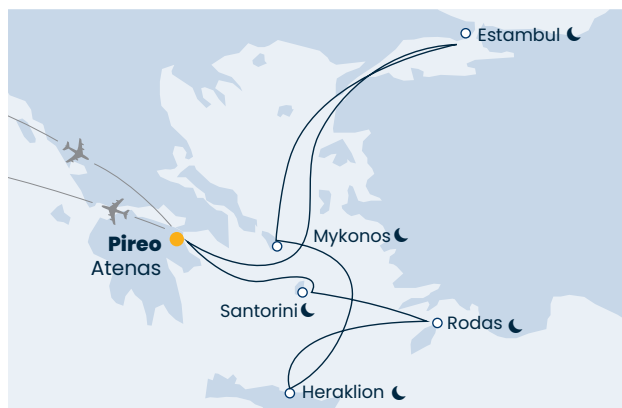 Estambul
Mykonos
Pireo
Atenas
Santorini
Rodas
Heraklion